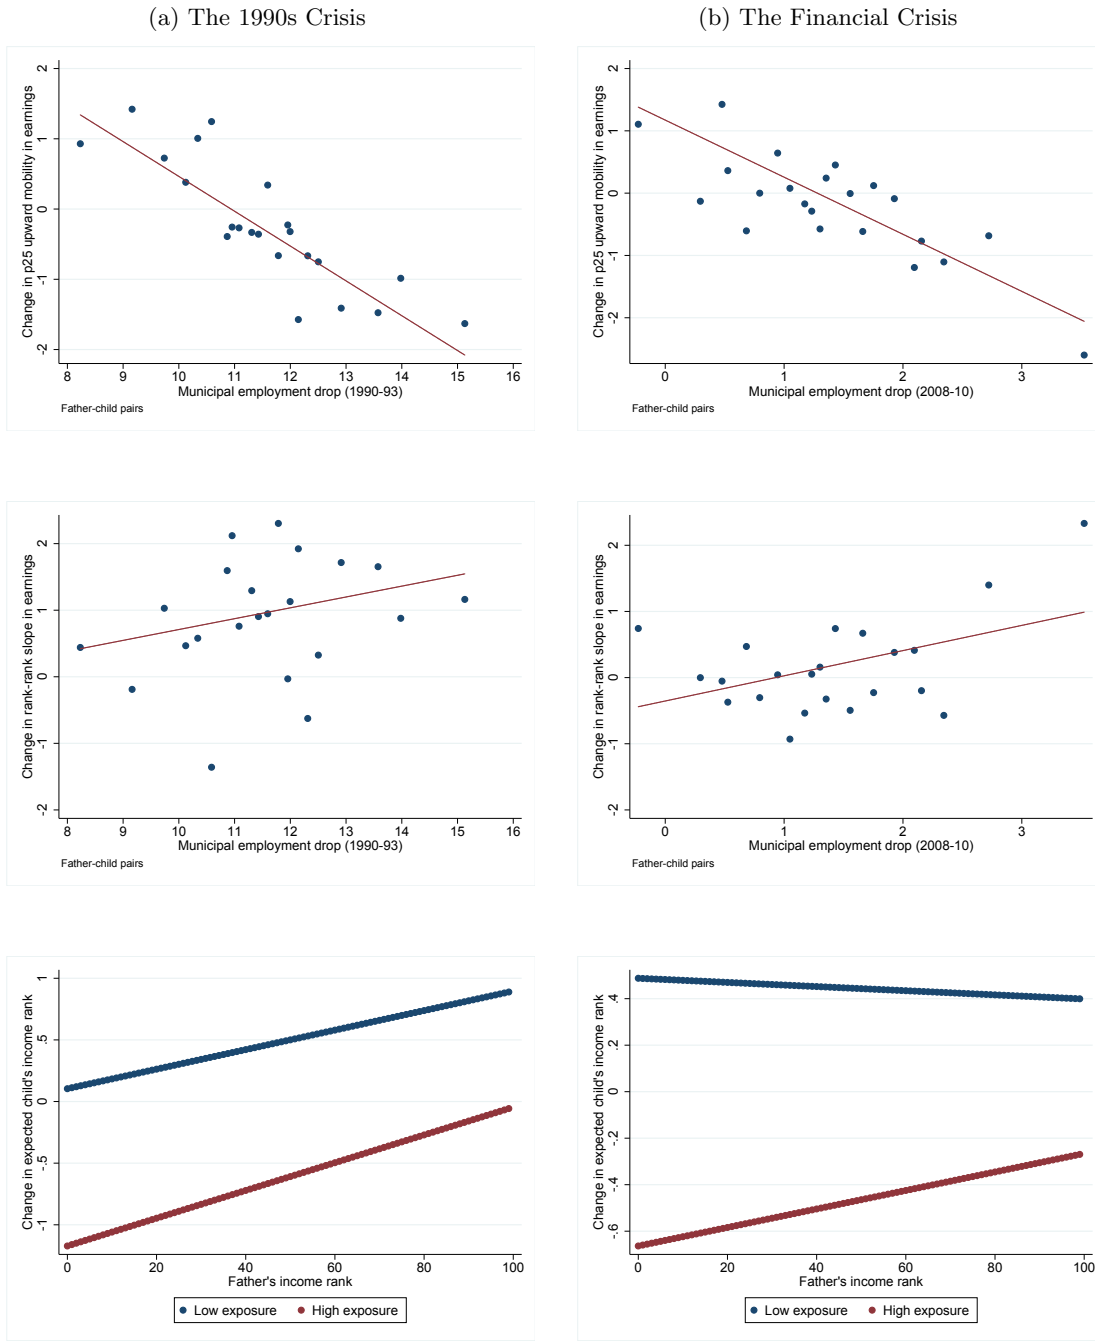 (a) The 1990s Crisis
(b) The Financial Crisis
Change in p25 upward mobility in earnings
2
1
0
-1
-2
8 9 10 11 12 13 14 15 16
Municipal employment drop (1990-93)
Father-child pairs
Change in p25 upward mobility in earnings
2
1
0
-1
-2
0 1 2 3
Municipal employment drop (2008-10)
Father-child pairs
Change in rank-rank slope in earnings
2
1
0
-1
-2
8 9 10 11 12 13 14 15 16
Municipal employment drop (1990-93)
Father-child pairs
Change in rank-rank slope in earnings
2
1
0
-1
-2
0 1 2 3
Municipal employment drop (2008-10)
Father-child pairs
Change in expected child's income rank
1
.5
0
-.5
-1
0 20 40 60 80 100
Father's income rank
Low exposure High exposure
Change in expected child's income rank
.4
.2
0
-.2
-.4
-.6
0 20 40 60 80 100
Father's income rank
Low exposure High exposure